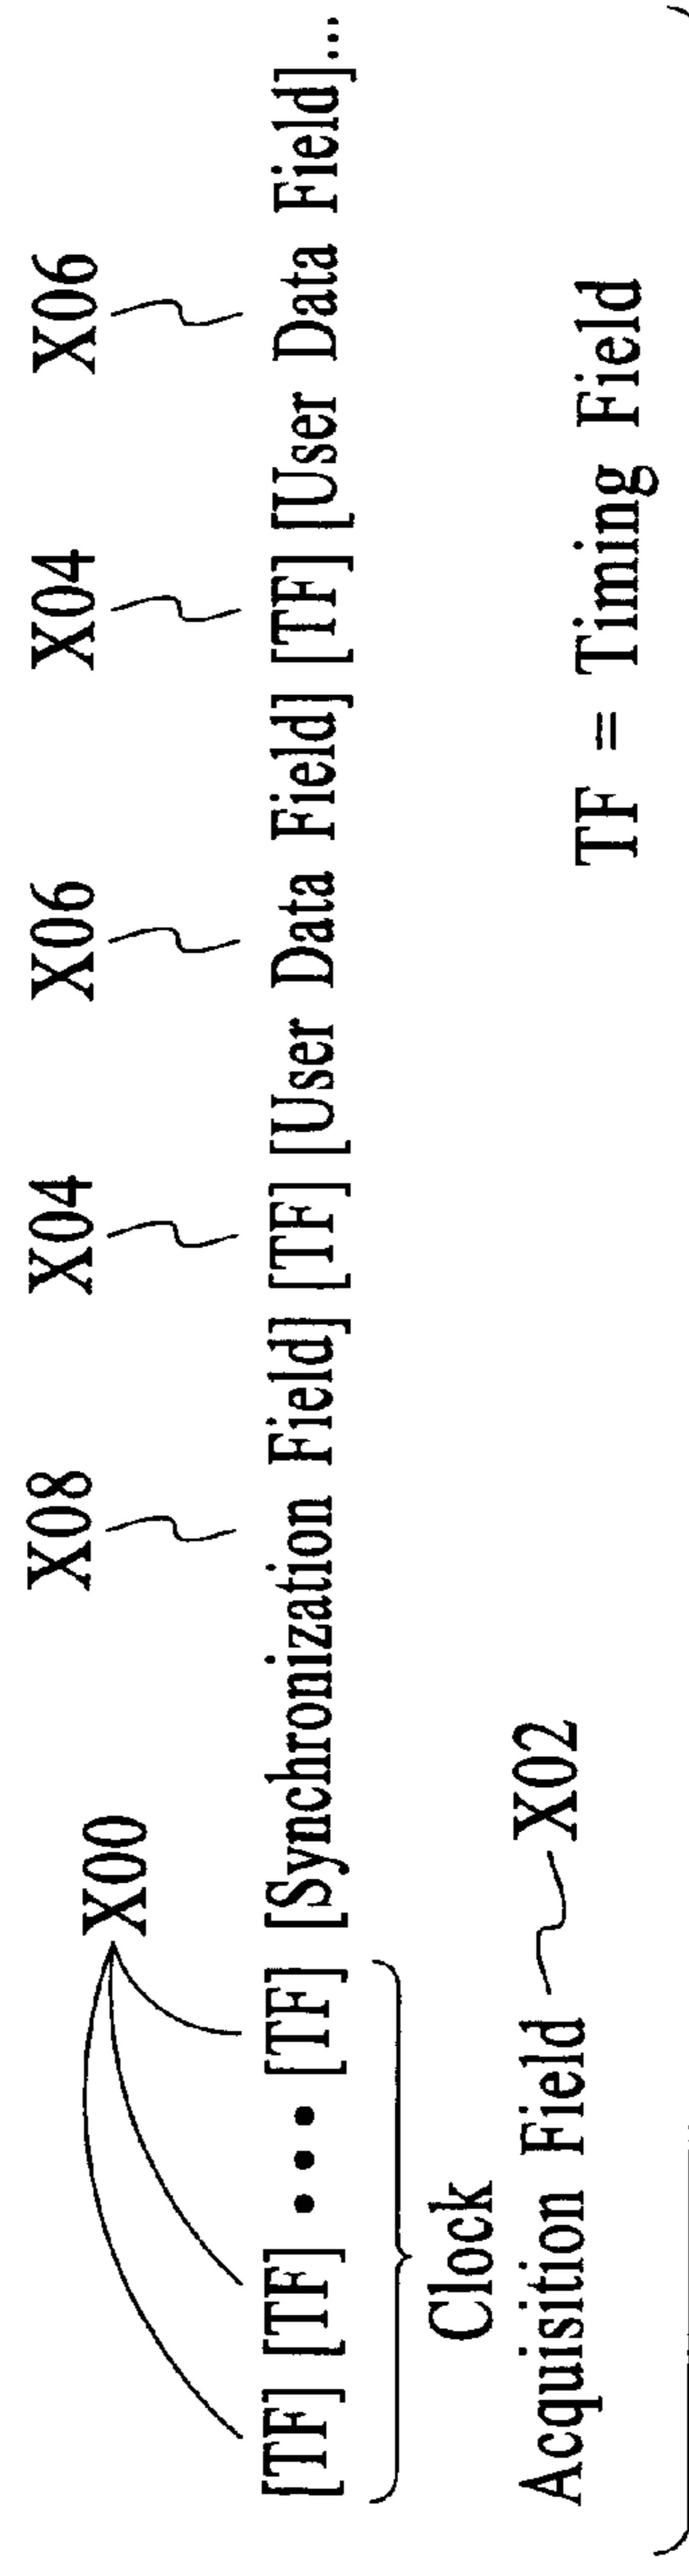 X00 X08 X04 X06 X04 X06
[TF] [TF] ••• [TF] [Synchronization Field] [TF] [User Data Field] [TF] [User Data Field]...
Clock
Acquisition Field X02
TF = Timing Field